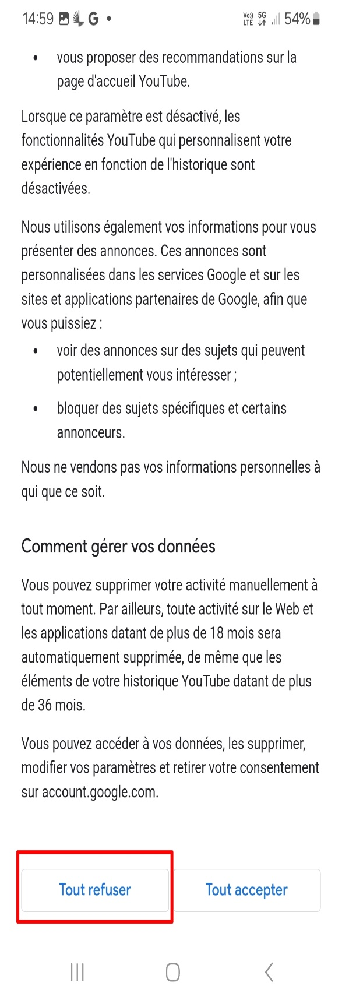 14:59 G • Vo) LTE 5G 54%
• vous proposer des recommandations sur la
page d'accueil YouTube.
Lorsque ce paramètre est désactivé, les
fonctionnalités YouTube qui personnalisent votre
expérience en fonction de l'historique sont
désactivées.
Nous utilisons également vos informations pour vous
présenter des annonces. Ces annonces sont
personnalisées dans les services Google et sur les
sites et applications partenaires de Google, afin que
vous puissiez :
• voir des annonces sur des sujets qui peuvent
potentiellement vous intéresser ;
• bloquer des sujets spécifiques et certains
annonceurs.
Nous ne vendons pas vos informations personnelles à
qui que ce soit.
Comment gérer vos données
Vous pouvez supprimer votre activité manuellement à
tout moment. Par ailleurs, toute activité sur le Web et
les applications datant de plus de 18 mois sera
automatiquement supprimée, de même que les
éléments de votre historique YouTube datant de plus
de 36 mois.
Vous pouvez accéder à vos données, les supprimer,
modifier vos paramètres et retirer votre consentement
sur account.google.com.
Tout refuser Tout accepter